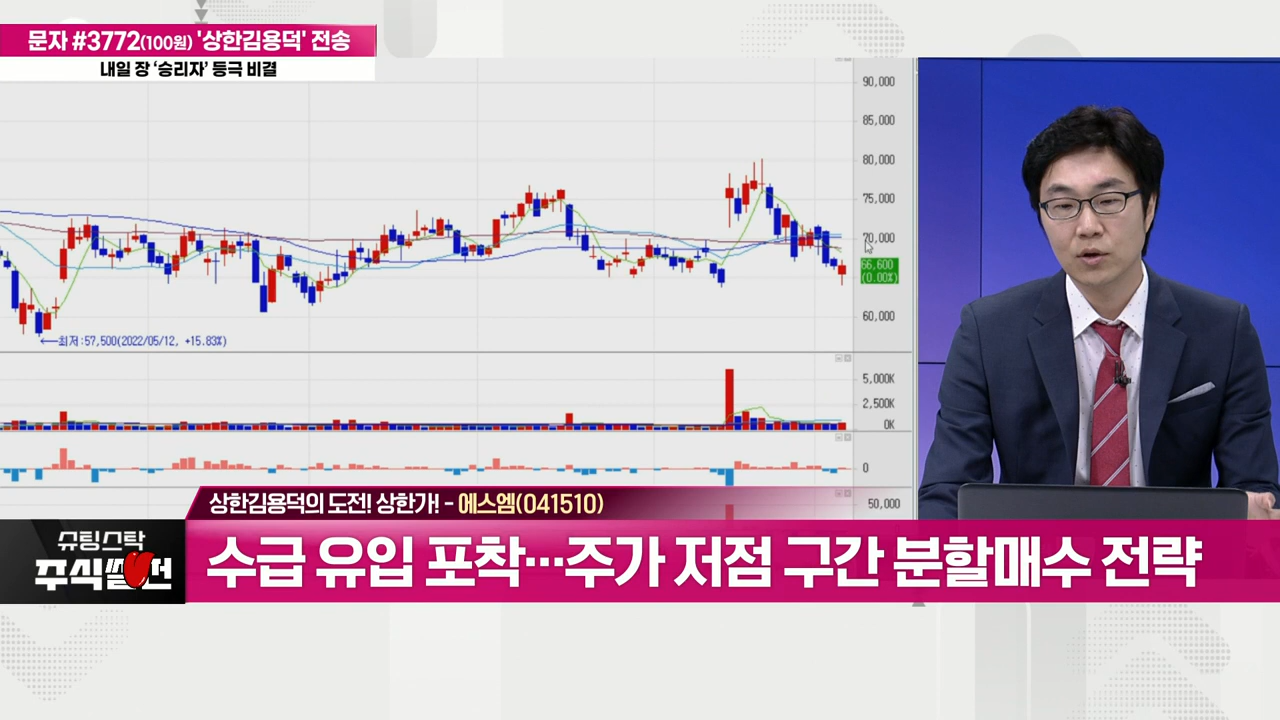 문자 #3772(100원) '상한김용덕' 전송
내일 장 '승리자' 등극 비결
90,000
85,000
80,000
75,000
70,000
66,600
(0.00%)
60,000
←최저:57,500(2022/05/12, +15.83%)
5,000K
2,500K
0K
0
50,000
상한김용덕의 도전! 상한가! - 에스엠(041510)
슈팅스탁
주식썰전
수급 유입 포착···주가 저점 구간 분할매수 전략